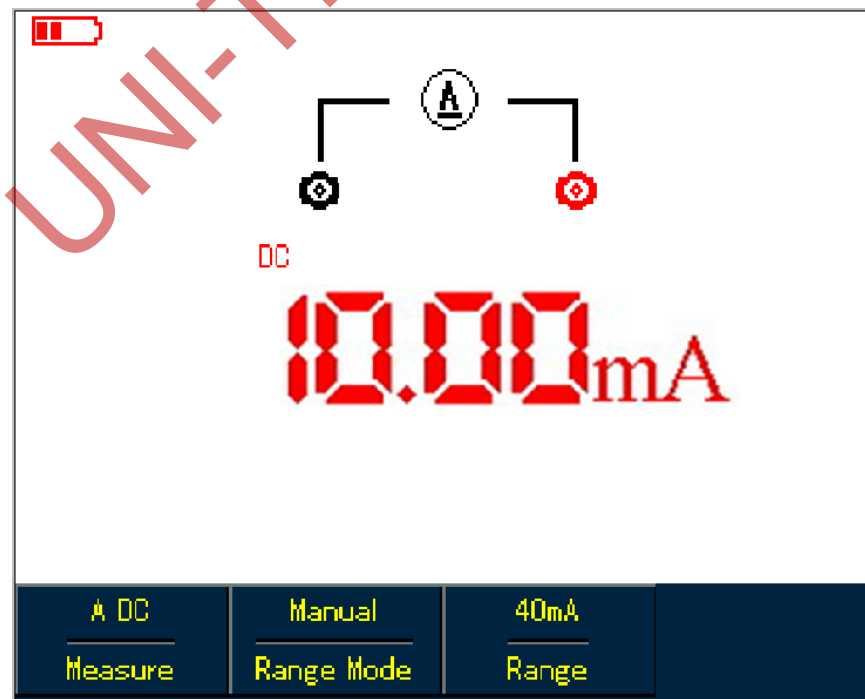 UNI-T
A
DC
10.00mA
A DC
Manual
40mA
Measure
Range Mode
Range